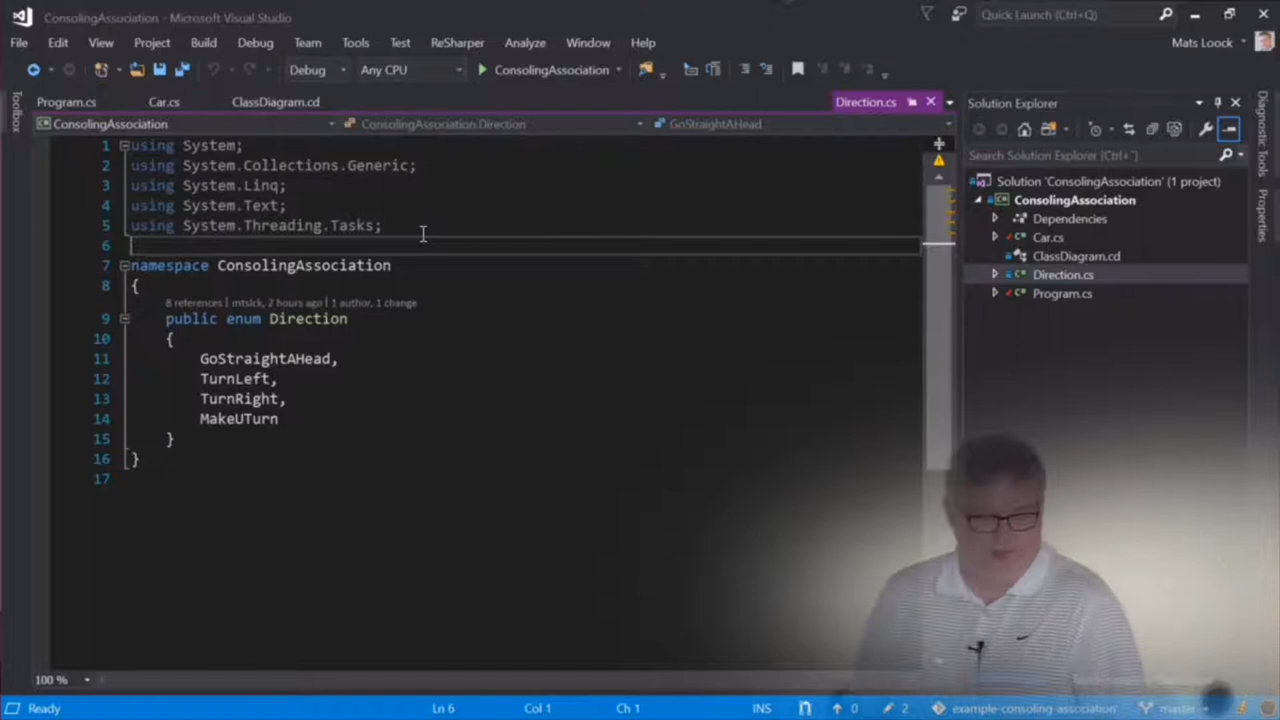 ConsolingAssociation - Microsoft Visual Studio
Quick Launch (Ctrl+Q)
File Edit View Project Build Debug Team Tools Test ReSharper Analyze Window Help
Mats Loock
Debug Any CPU ConsolingAssociation
Toolbox
Program.cs Car.cs ClassDiagram.cd Direction.cs
ConsolingAssociation ConsolingAssociation.Direction GoStraightAHead
1 using System;
2 using System.Collections.Generic;
3 using System.Linq;
4 using System.Text;
5 using System.Threading.Tasks;
6
7 namespace ConsolingAssociation
8 {
8 references | mtslck, 2 hours ago | 1 author, 1 change
9 public enum Direction
10 {
11 GoStraightAHead,
12 TurnLeft,
13 TurnRight,
14 MakeUTurn
15 }
16 }
17
100 %
Solution Explorer
Search Solution Explorer (Ctrl+¨)
Solution 'ConsolingAssociation' (1 project)
ConsolingAssociation
Dependencies
Car.cs
ClassDiagram.cd
Direction.cs
Program.cs
Diagnostic Tools
Properties
Ready Ln 6 Col 1 Ch 1 INS 0 2 example-consoling-association master